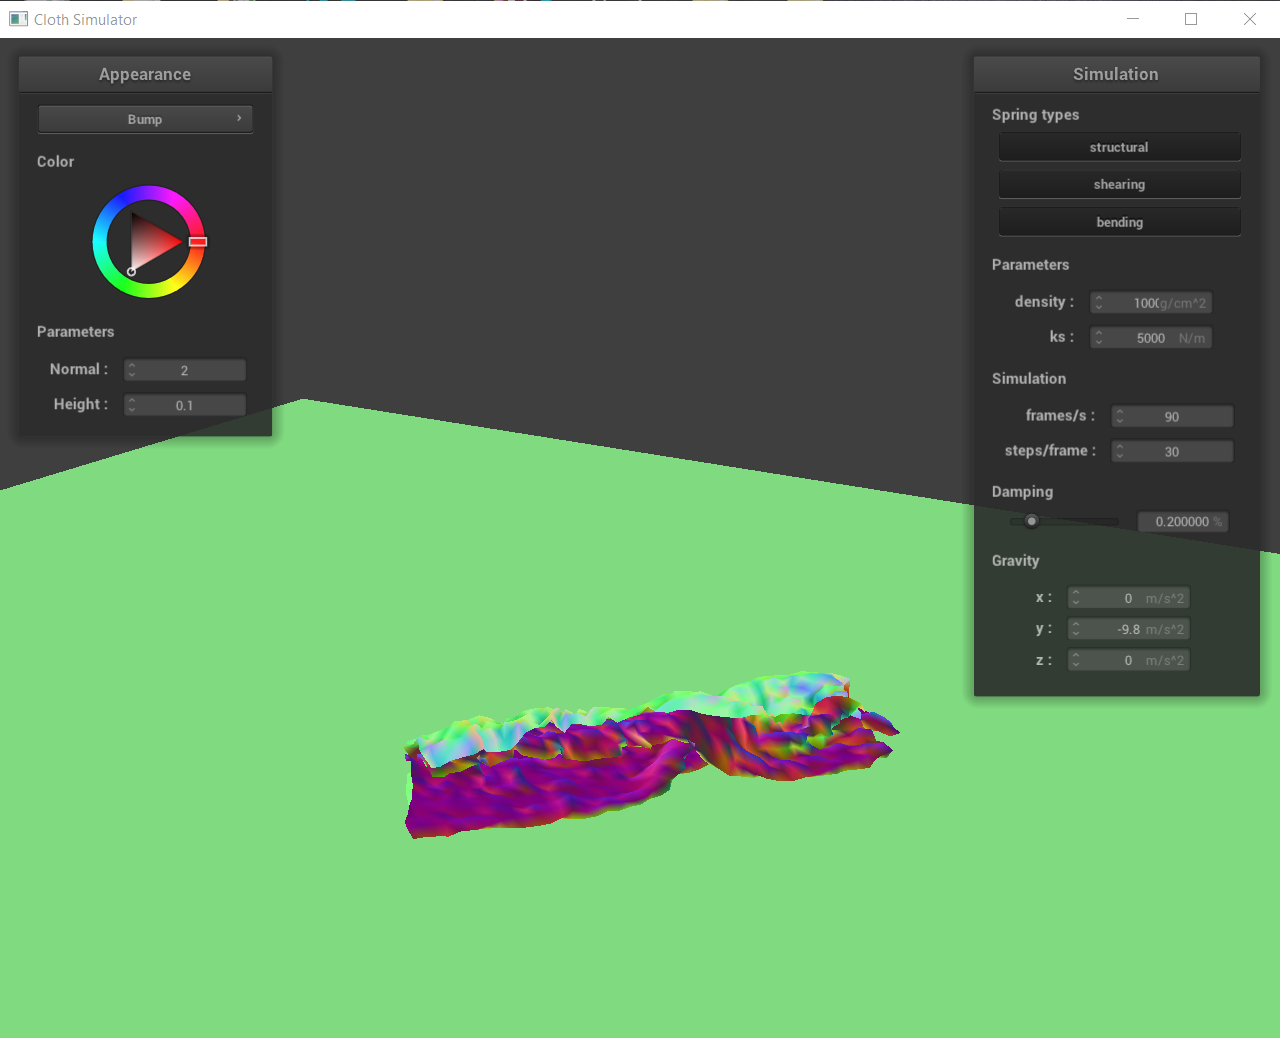 Cloth Simulator
Appearance
Bump
Color
Parameters
Normal : 2
Height : 0.1
Simulation
Spring types
structural
shearing
bending
Parameters
density : 100 g/cm^2
ks : 5000 N/m
Simulation
frames/s : 90
steps/frame : 30
Damping
0.200000 %
Gravity
x : 0 m/s^2
y : -9.8 m/s^2
z : 0 m/s^2